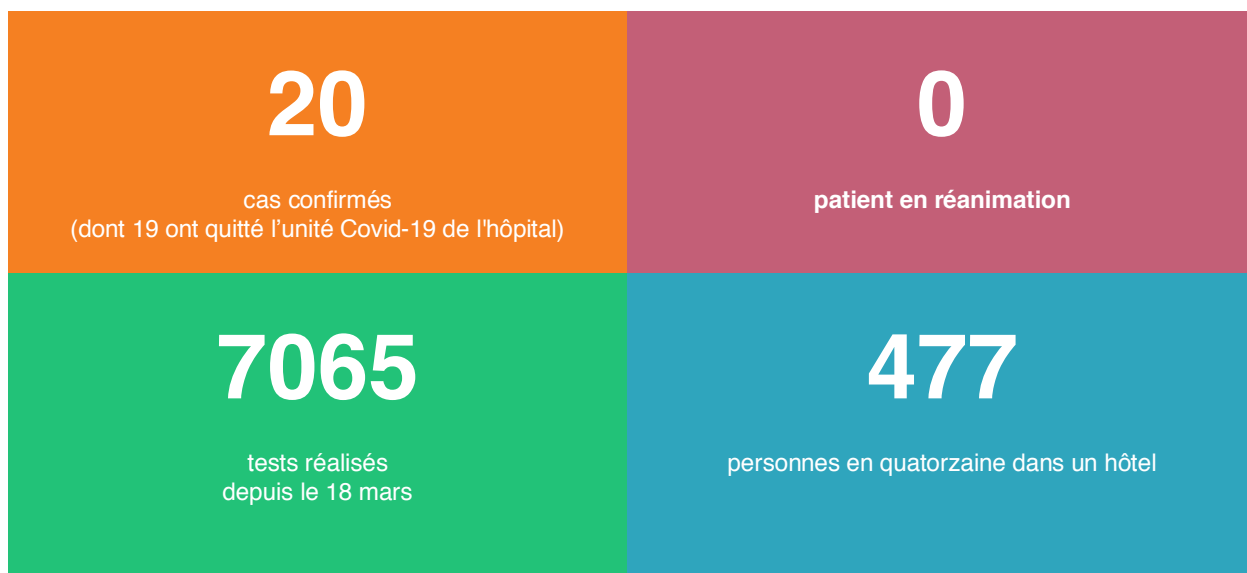 20
cas confirmés
(dont 19 ont quitté l’unité Covid-19 de l'hôpital)
0
patient en réanimation
7065
tests réalisés
depuis le 18 mars
477
personnes en quatorzaine dans un hôtel